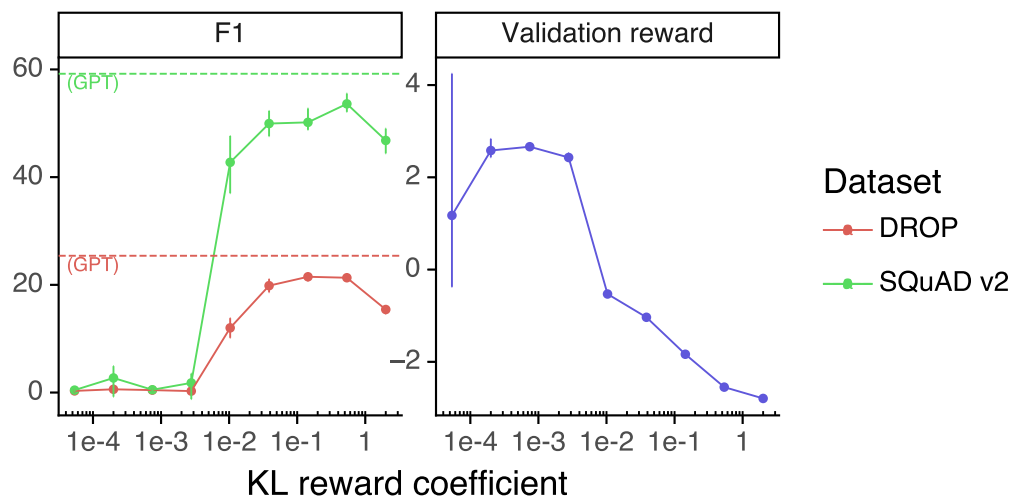 F1
Validation reward
60
40
20
0
(GPT)
(GPT)
4
2
0
−2
1e-4 1e-3 1e-2 1e-1 1
1e-4 1e-3 1e-2 1e-1 1
KL reward coefficient
Dataset
DROP
SQuAD v2